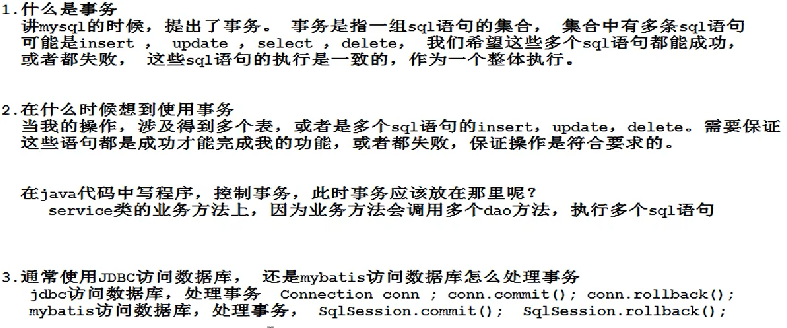 1.什么是事务
讲mysql的时候，提出了事务。 事务是指一组sql语句的集合， 集合中有多条sql语句
可能是insert ， update ，select ，delete， 我们希望这些多个sql语句都能成功，
或者都失败， 这些sql语句的执行是一致的，作为一个整体执行。
2.在什么时候想到使用事务
当我的操作，涉及得到多个表，或者是多个sql语句的insert，update，delete。需要保证
这些语句都是成功才能完成我的功能，或者都失败，保证操作是符合要求的。
在java代码中写程序，控制事务，此时事务应该放在那里呢？
service类的业务方法上，因为业务方法会调用多个dao方法，执行多个sql语句
3.通常使用JDBC访问数据库， 还是mybatis访问数据库怎么处理事务
jdbc访问数据库，处理事务 Connection conn ; conn.commit(); conn.rollback();
mybatis访问数据库，处理事务， SqlSession.commit(); SqlSession.rollback();